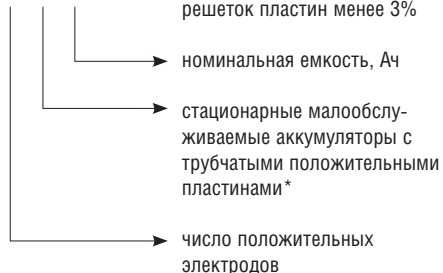 решеток пластин менее 3%
номинальная емкость, Ач
стационарные малообслу-
живаемые аккумуляторы с
трубчатыми положительными
пластинами*
число положительных
электродов